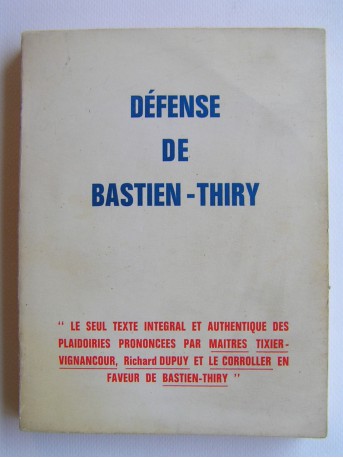 DÉFENSE
DE
BASTIEN-THIRY
" LE SEUL TEXTE INTEGRAL ET AUTHENTIQUE DES
PLAIDOIRIES PRONONCEES PAR MAITRES TIXIER-
VIGNANCOUR, Richard DUPUY ET LE CORROLLER EN
FAVEUR DE BASTIEN-THIRY "